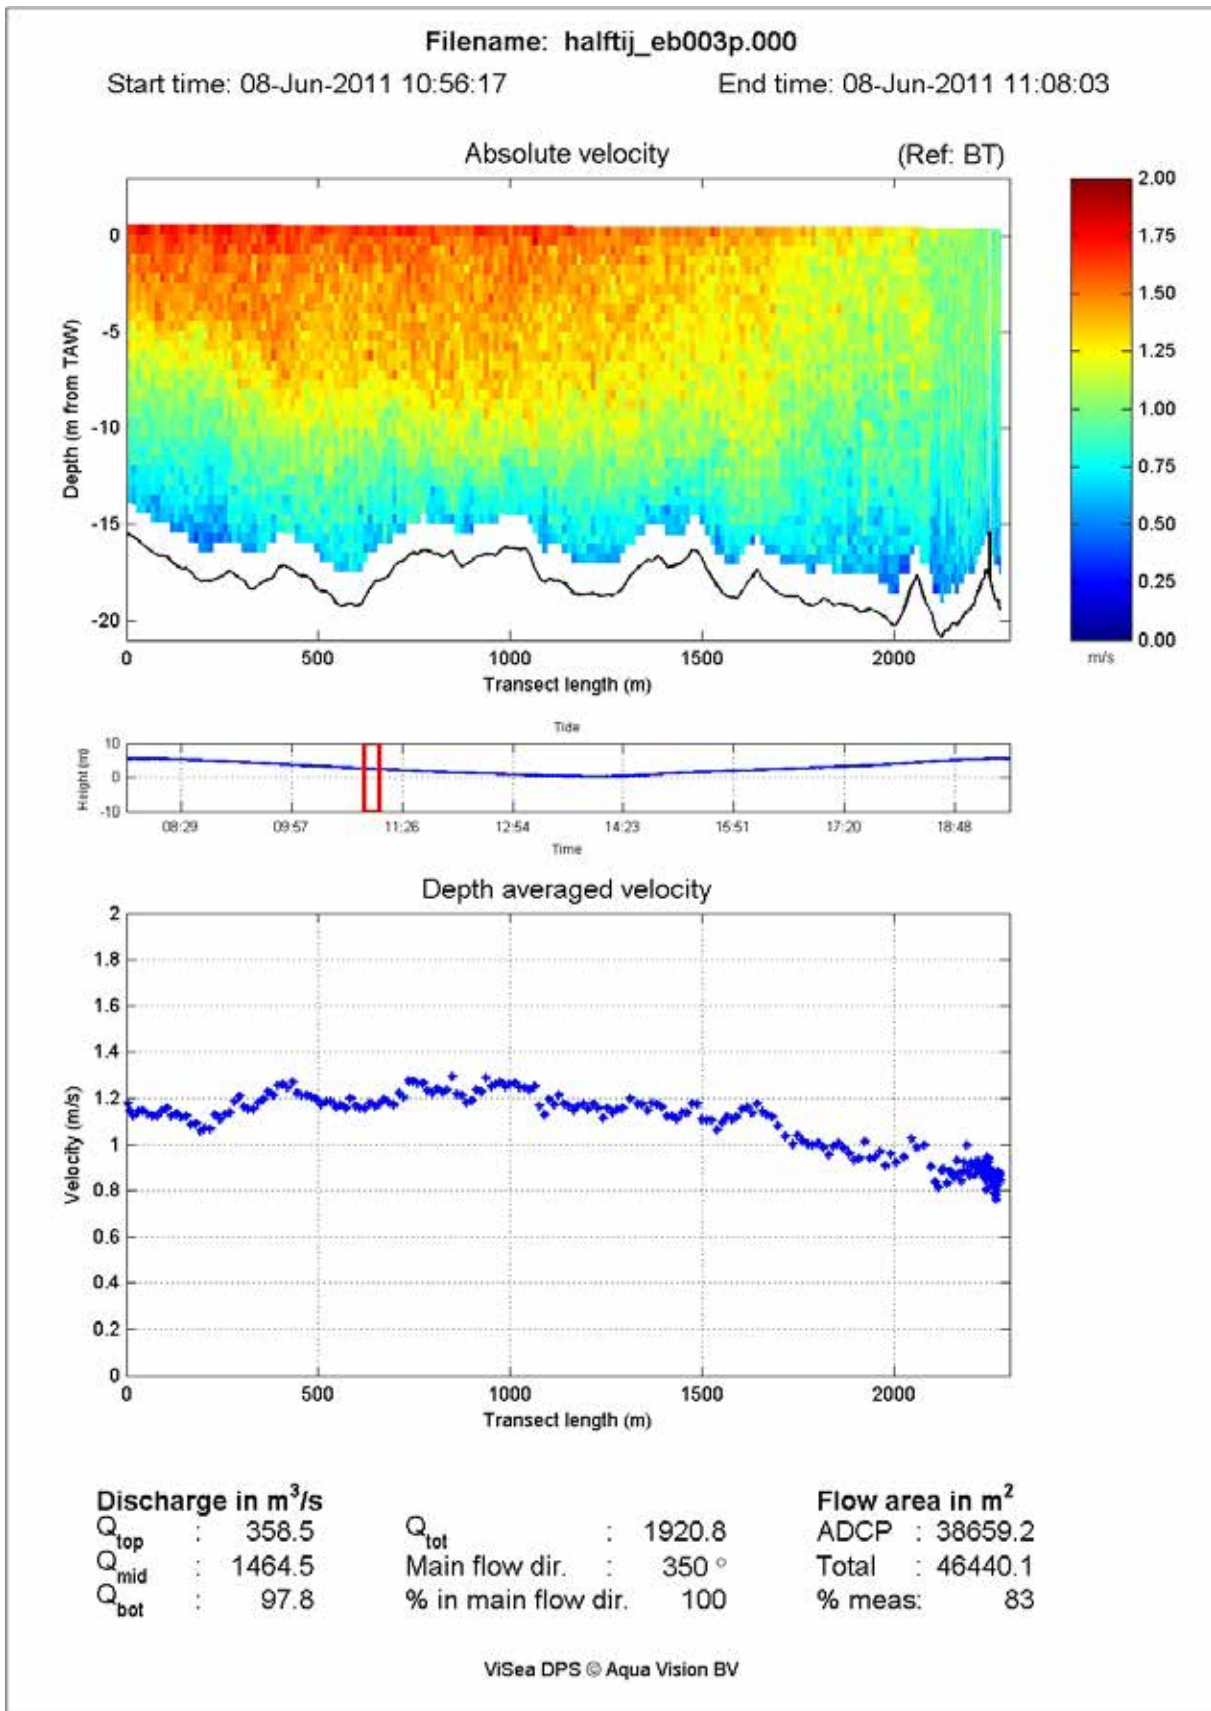 Filename: halftij_eb003p.000
Start time: 08-Jun-2011 10:56:17 End time: 08-Jun-2011 11:08:03
Absolute velocity (Ref: BT)
2.00
1.75
1.50
1.25
1.00
0.75
0.50
0.25
0.00
m/s
Depth (m from TAW)
0
-5
-10
-15
-20
0 500 1000 1500 2000
Transect length (m)
Tide
Height (m)
10
0
-10
08:29 09:57 11:26 12:54 14:23 15:51 17:20 18:48
Time
Depth averaged velocity
Velocity (m/s)
2
1.8
1.6
1.4
1.2
1
0.8
0.6
0.4
0.2
0
0 500 1000 1500 2000
Transect length (m)
Discharge in m³/s Flow area in m²
Q_top : 358.5 Q_tot : 1920.8 ADCP : 38659.2
Q_mid : 1464.5 Main flow dir. : 350 ° Total : 46440.1
Q_bot : 97.8 % in main flow dir. 100 % meas: 83
ViSea DPS © Aqua Vision BV